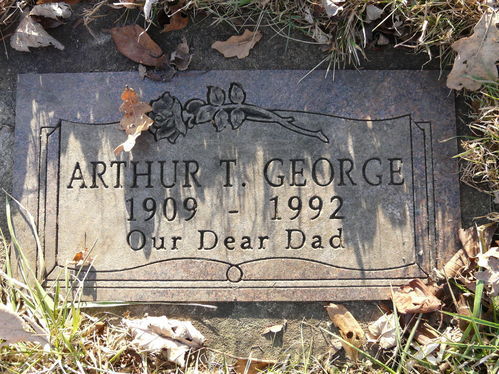 ARTHUR T. GEORGE
1909 - 1992
Our Dear Dad